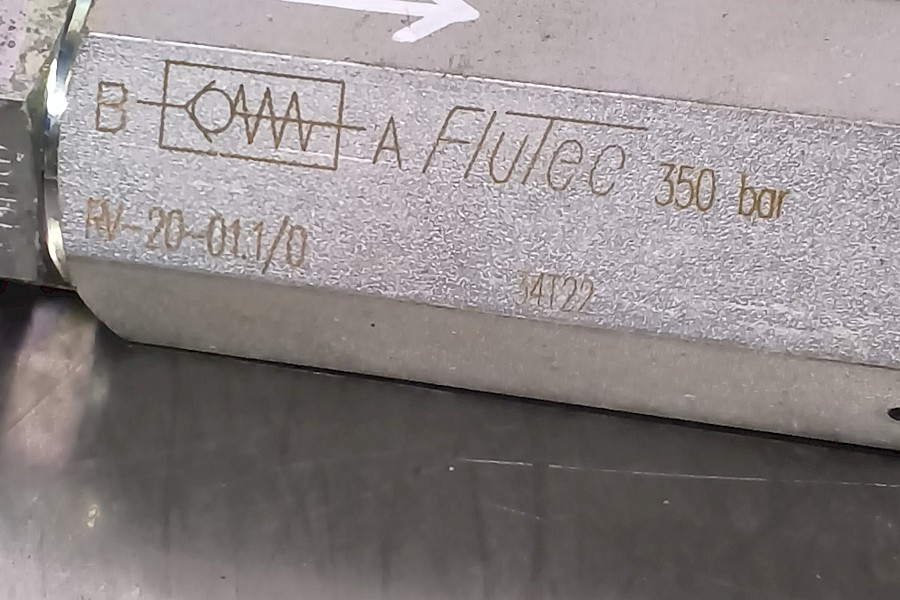 B A Flutec 350 bar
RV-20-01.1/0
34T22